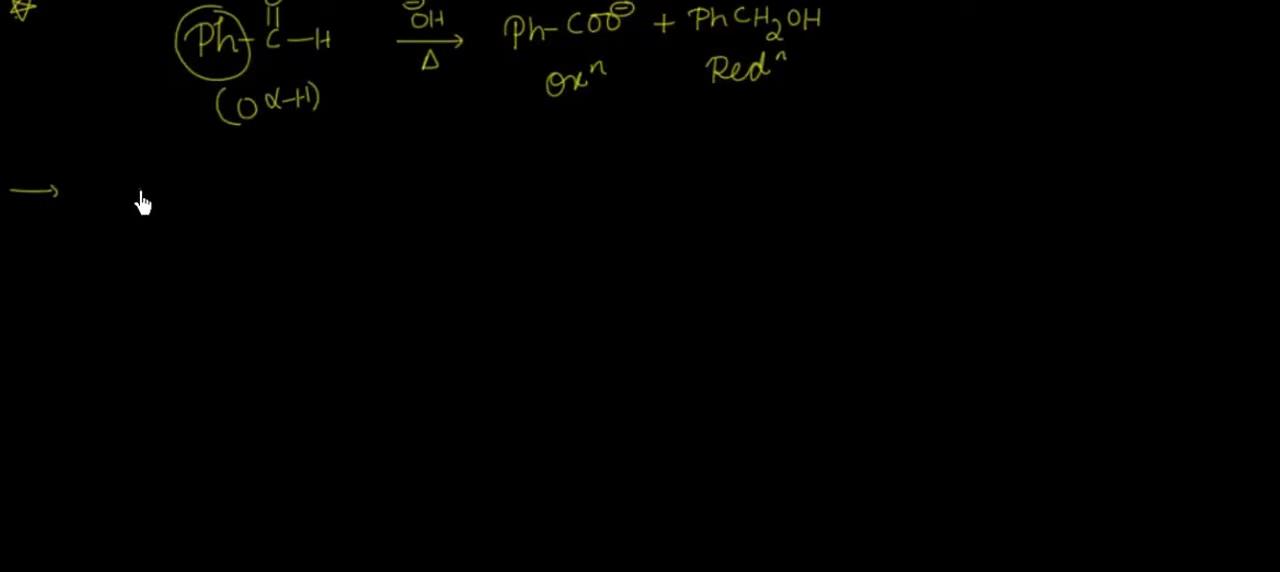 Ph-C-H ⊖OH Δ → Ph-COO⊖ + PhCH2OH
(0 α-H) Oxⁿ Redⁿ
→